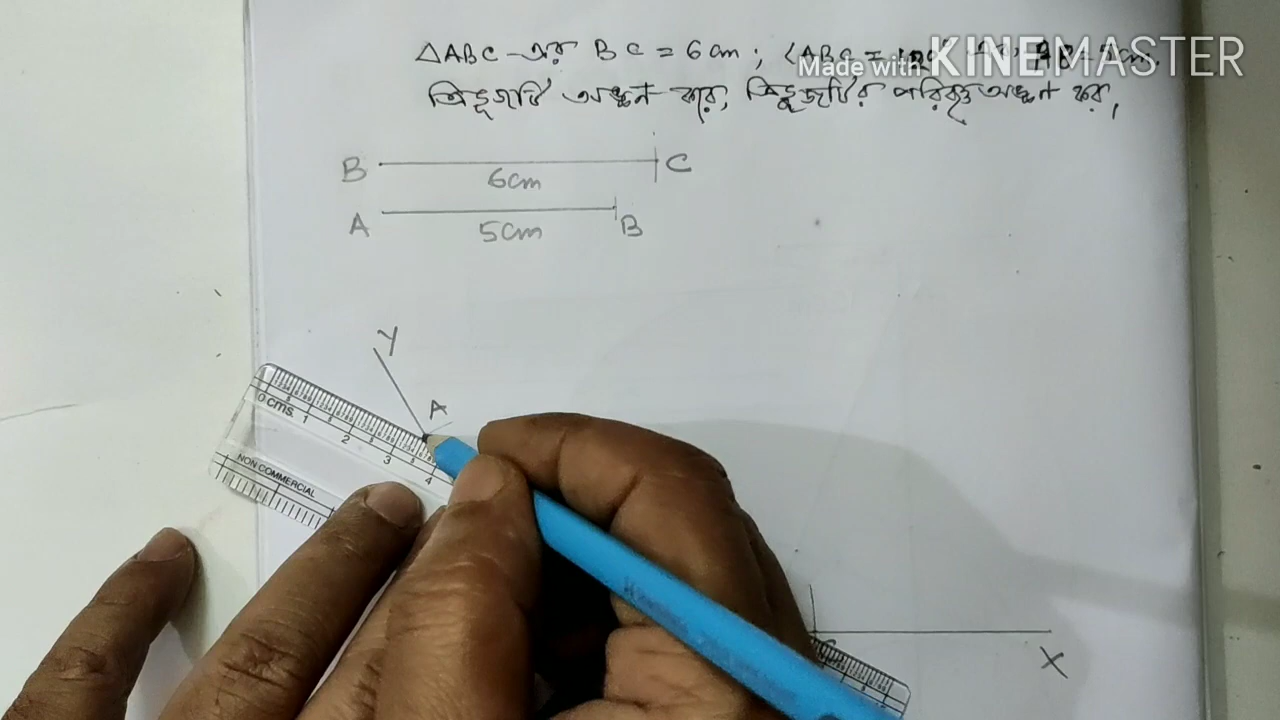 △ABC-এর BC = 6 cm; ∠ABC =
ত্রিভুজটি অঙ্কন করে, ত্রিভুজটির পরিবৃত্ত অঙ্কন কর,
Made with KINEMASTER
B 6cm C
A 5cm B
Y
A
0 cms. 1 2 3 4
NON COMMERCIAL
C
X